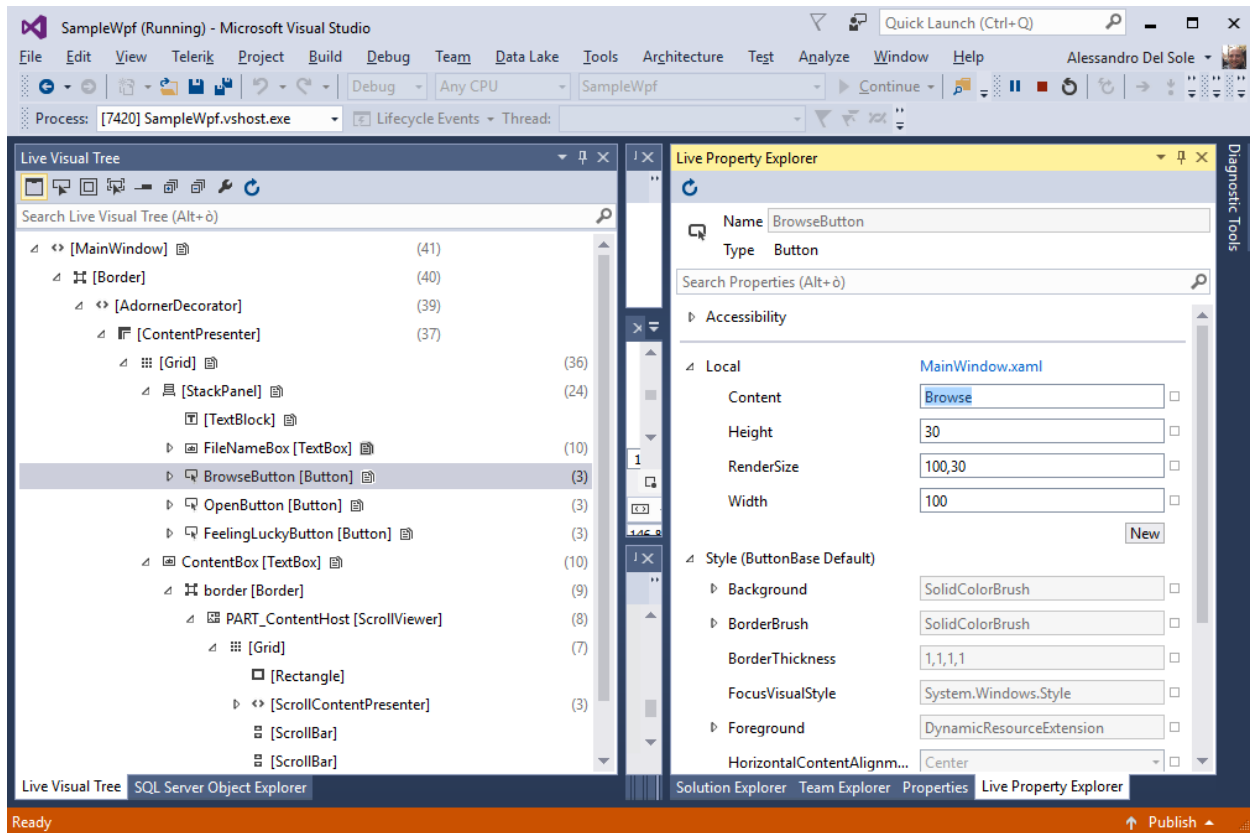 SampleWpf (Running) - Microsoft Visual Studio
Quick Launch (Ctrl+Q)
File Edit View Telerik Project Build Debug Team Data Lake Tools Architecture Test Analyze Window Help Alessandro Del Sole
Debug Any CPU SampleWpf Continue
Process: [7420] SampleWpf.vshost.exe Lifecycle Events Thread:
Live Visual Tree
Search Live Visual Tree (Alt+ò)
[MainWindow] (41)
[Border] (40)
[AdornerDecorator] (39)
[ContentPresenter] (37)
[Grid] (36)
[StackPanel] (24)
[TextBlock]
FileNameBox [TextBox] (10)
BrowseButton [Button] (3)
OpenButton [Button] (3)
FeelingLuckyButton [Button] (3)
ContentBox [TextBox] (10)
border [Border] (9)
PART_ContentHost [ScrollViewer] (8)
[Grid] (7)
[Rectangle]
[ScrollContentPresenter] (3)
[ScrollBar]
[ScrollBar]
Live Visual Tree SQL Server Object Explorer
1
Live Property Explorer
Name BrowseButton
Type Button
Search Properties (Alt+ò)
Accessibility
Local MainWindow.xaml
Content Browse
Height 30
RenderSize 100,30
Width 100
New
Style (ButtonBase Default)
Background SolidColorBrush
BorderBrush SolidColorBrush
BorderThickness 1,1,1,1
FocusVisualStyle System.Windows.Style
Foreground DynamicResourceExtension
HorizontalContentAlignm... Center
Solution Explorer Team Explorer Properties Live Property Explorer
Diagnostic Tools
Ready Publish